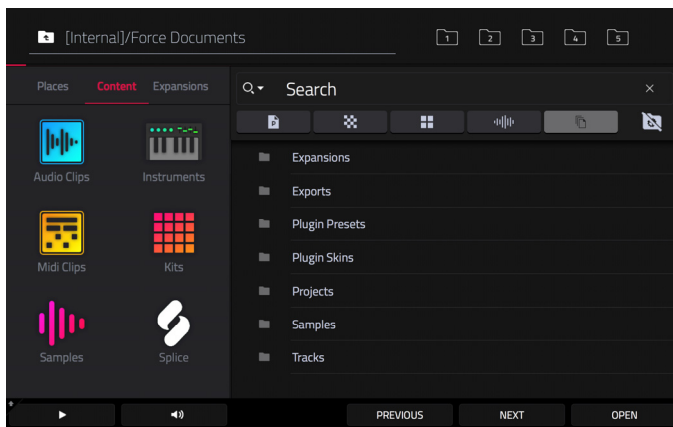 [Internal]/Force Documents
1 2 3 4 5
Places Content Expansions
Search
P
Expansions
Exports
Plugin Presets
Plugin Skins
Projects
Samples
Tracks
Audio Clips Instruments
Midi Clips Kits
Samples Splice
PREVIOUS NEXT OPEN